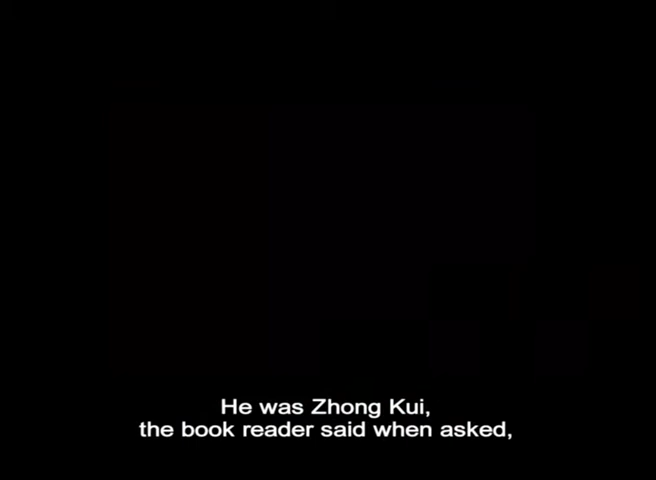 He was Zhong Kui,
the book reader said when asked,